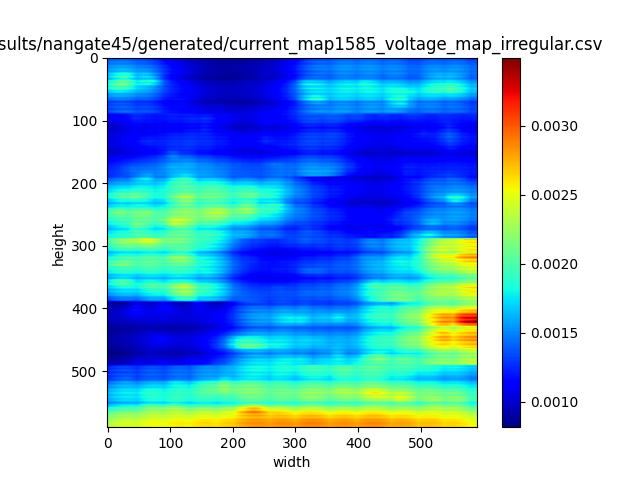 sults/nangate45/generated/current_map1585_voltage_map_irregular.csv
0
100
200
300
400
500
height
0 100 200 300 400 500
width
0.0030
0.0025
0.0020
0.0015
0.0010